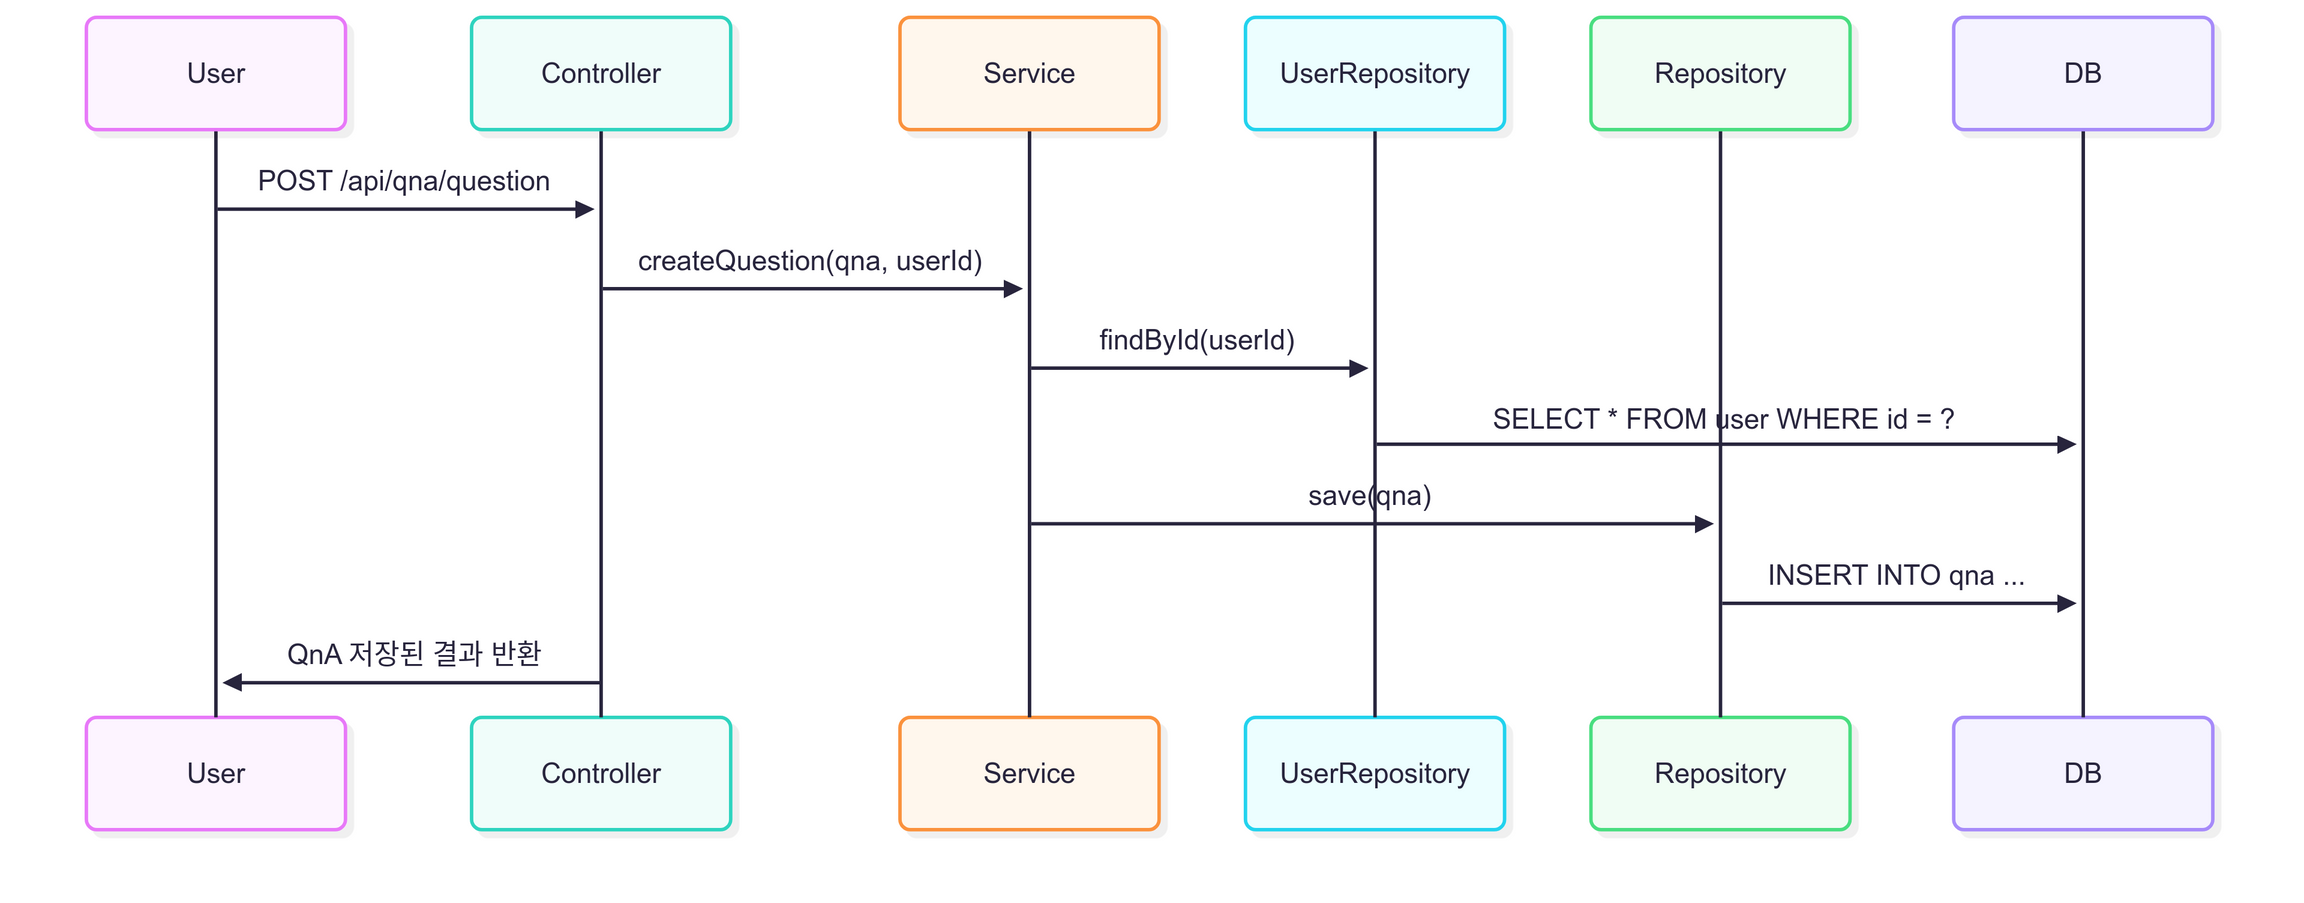 User
Controller
Service
UserRepository
Repository
DB
POST /api/qna/question
createQuestion(qna, userId)
findById(userId)
SELECT * FROM user WHERE id = ?
save(qna)
INSERT INTO qna ...
QnA 저장된 결과 반환
User
Controller
Service
UserRepository
Repository
DB